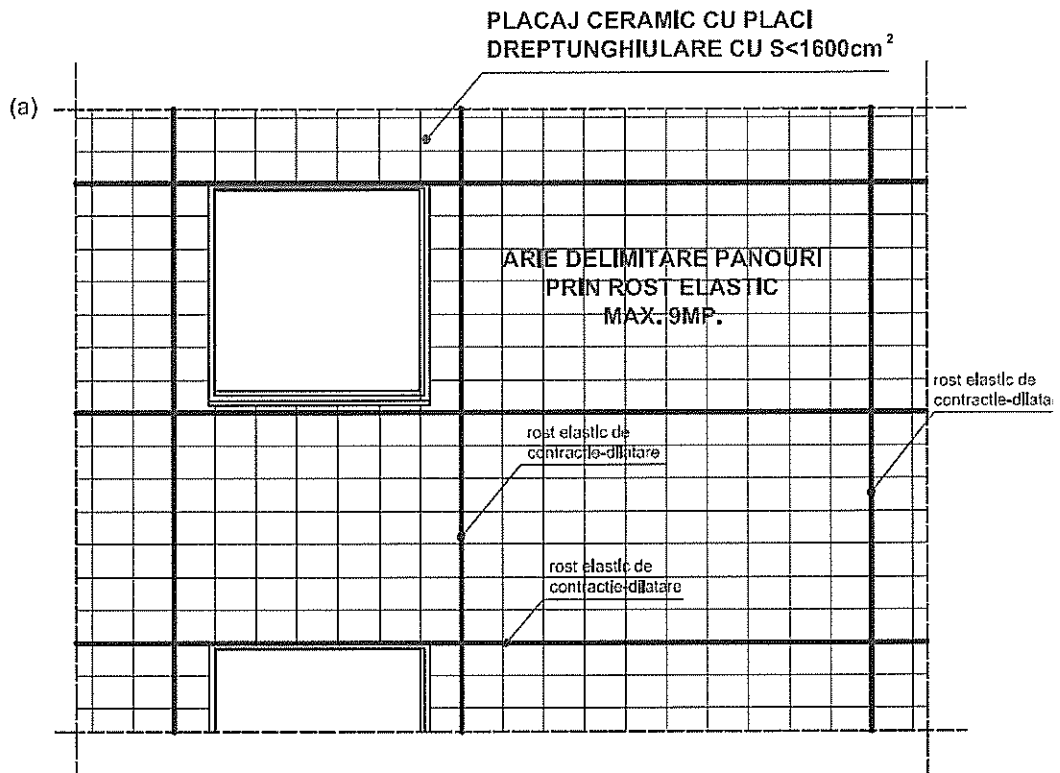 PLACAJ CERAMIC CU PLACI
DREPTUNGHIULARE CU S<1600cm²
(a)
ARIE DELIMITARE PANOURI
PRIN ROST ELASTIC
MAX. 9MP.
rost elastic de
contractie-dilata
rost elastic de
contractie-dilatare
rost elastic de
contractie-dilatare